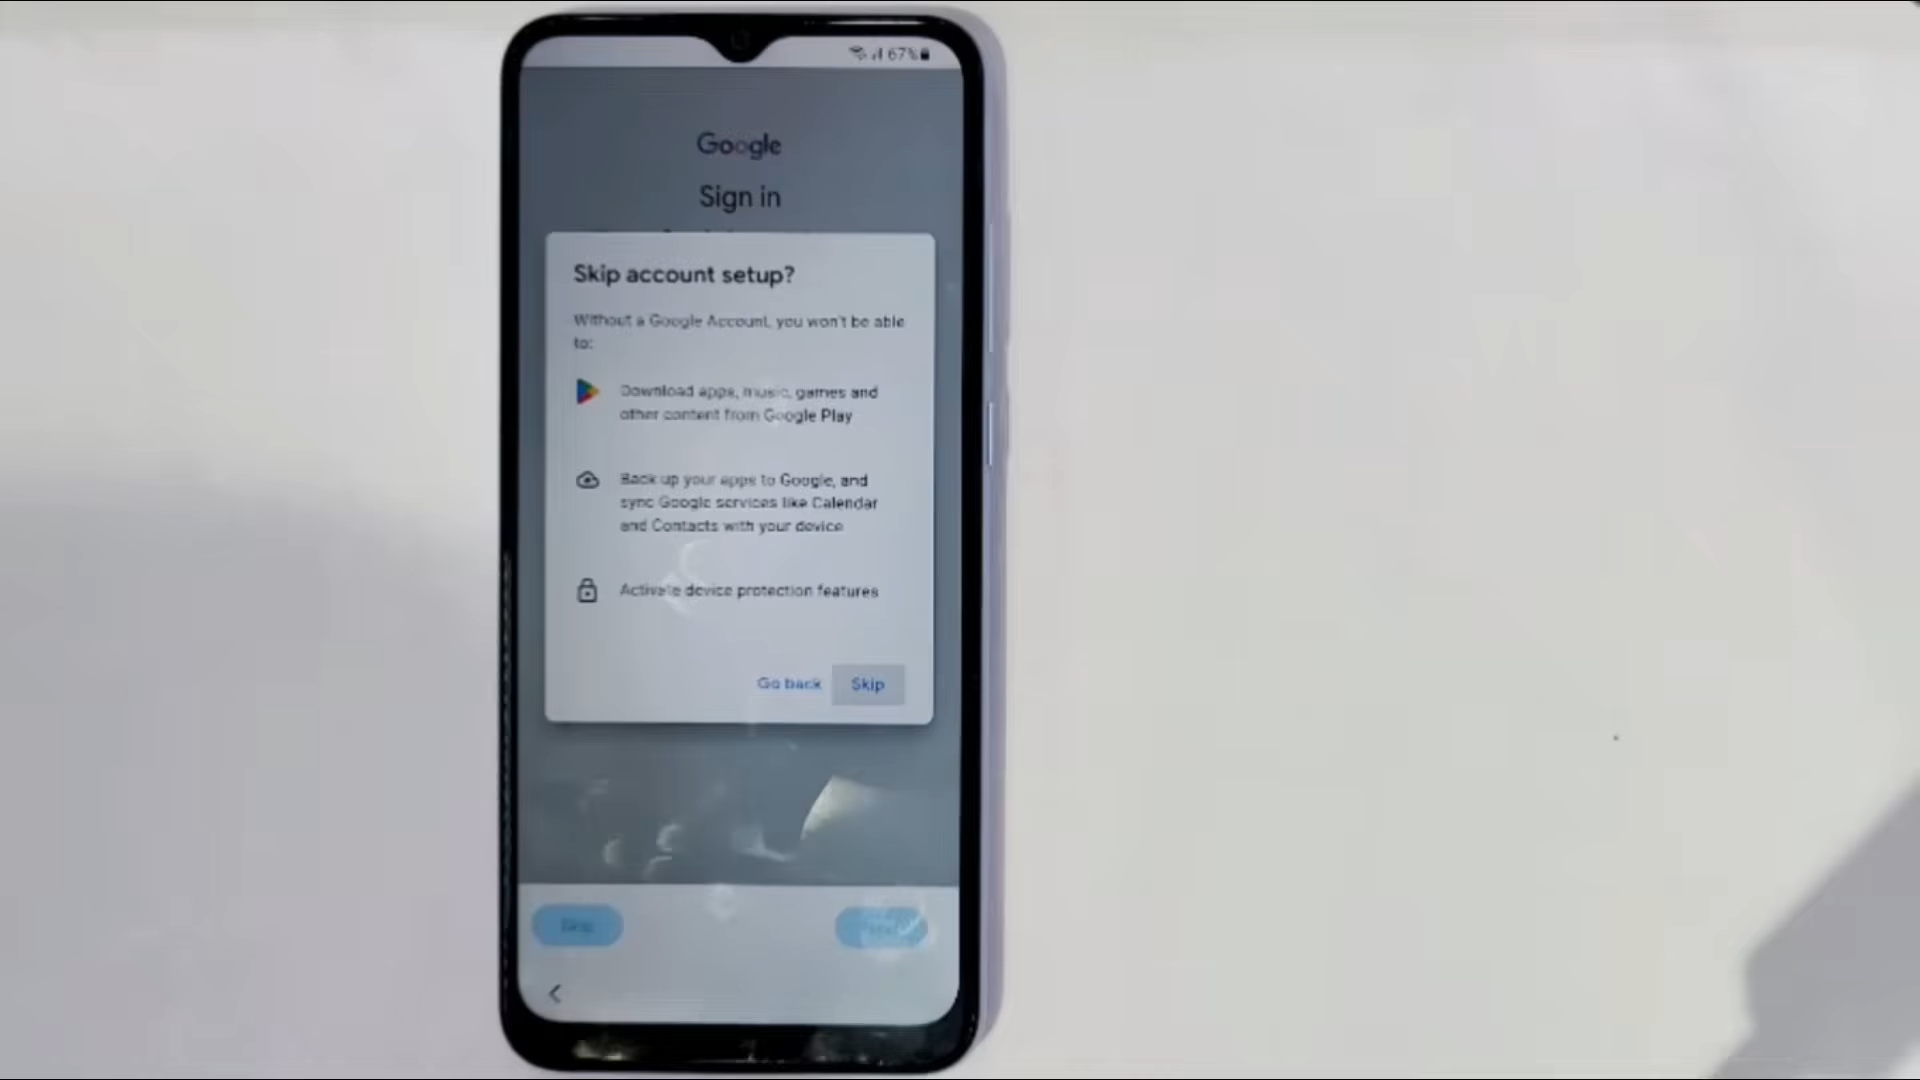 67%
Google
Sign in
Skip account setup?
Without a Google Account, you won't be able
to:
Download apps, music, games and
other content from Google Play
Back up your apps to Google, and
sync Google services like Calendar
and Contacts with your device
Activate device protection features
Go back Skip
Skip